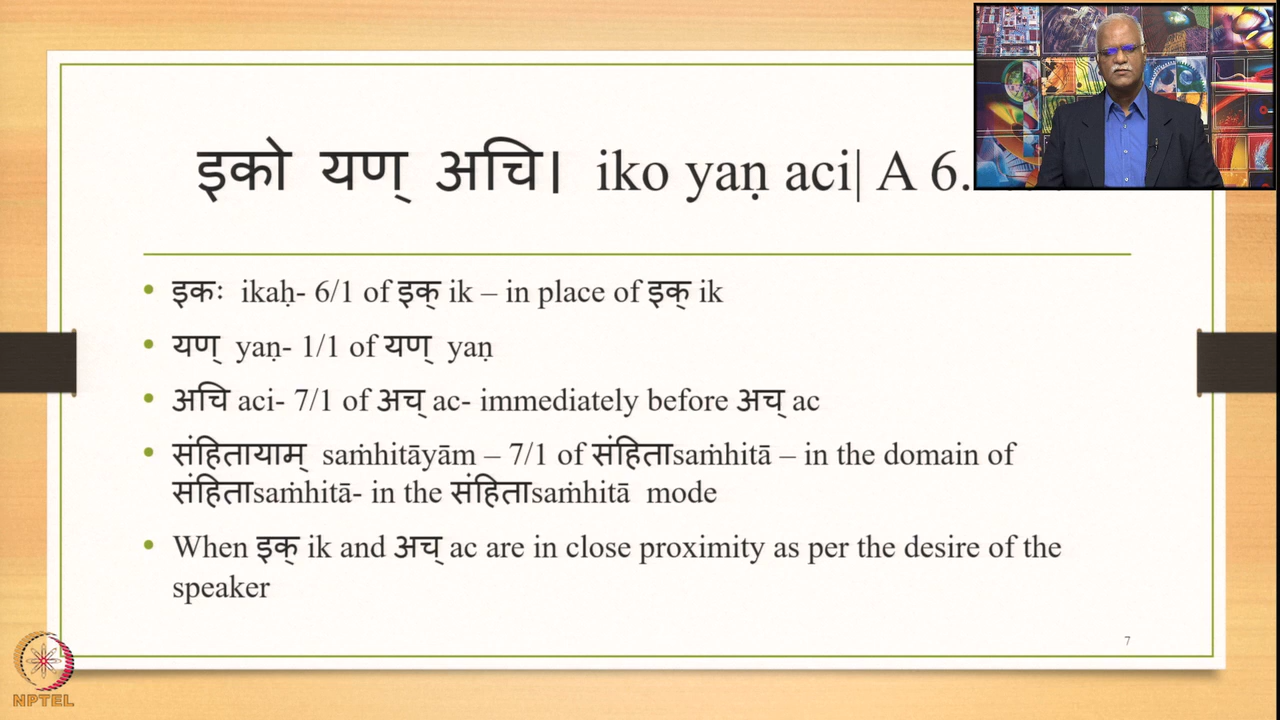 इको यण् अचि। iko yaṇ aci| A 6.
इकः ikaḥ- 6/1 of इक् ik – in place of इक् ik
यण् yaṇ- 1/1 of यण् yaṇ
अचि aci- 7/1 of अच् ac- immediately before अच् ac
संहितायाम् saṁhitāyām – 7/1 of संहिताsaṁhitā – in the domain of
संहिताsaṁhitā- in the संहिताsaṁhitā mode
When इक् ik and अच् ac are in close proximity as per the desire of the
speaker
7
NPTEL